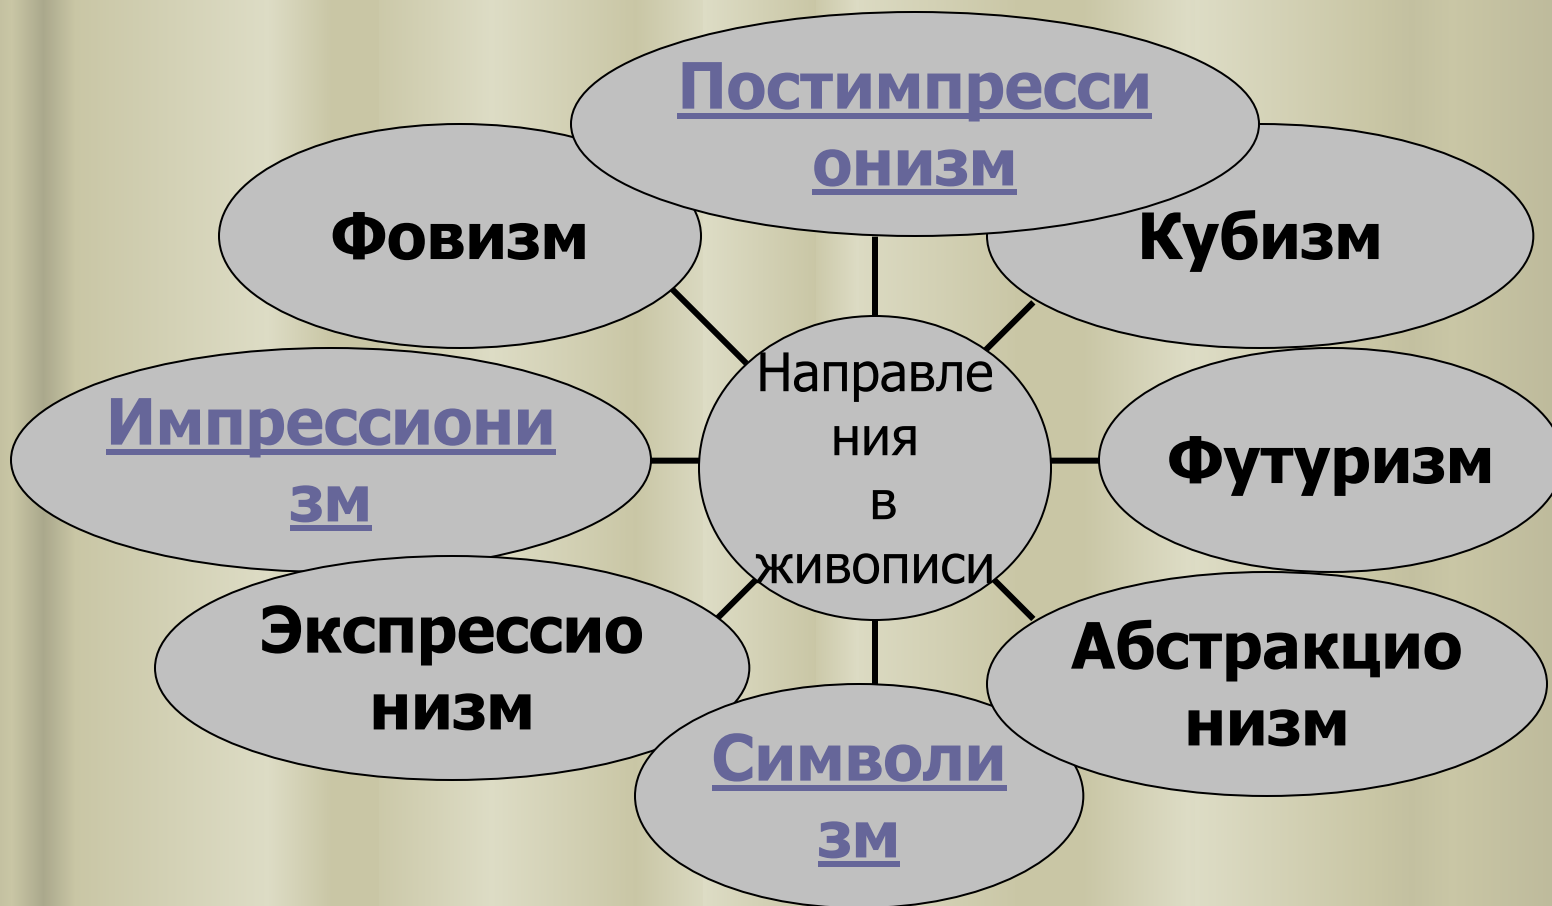 Постимпресси
онизм
Фовизм
Кубизм
Направле
ния
в
живописи
Импрессиони
зм
Футуризм
Экспрессио
низм
Абстракцио
низм
Символи
зм